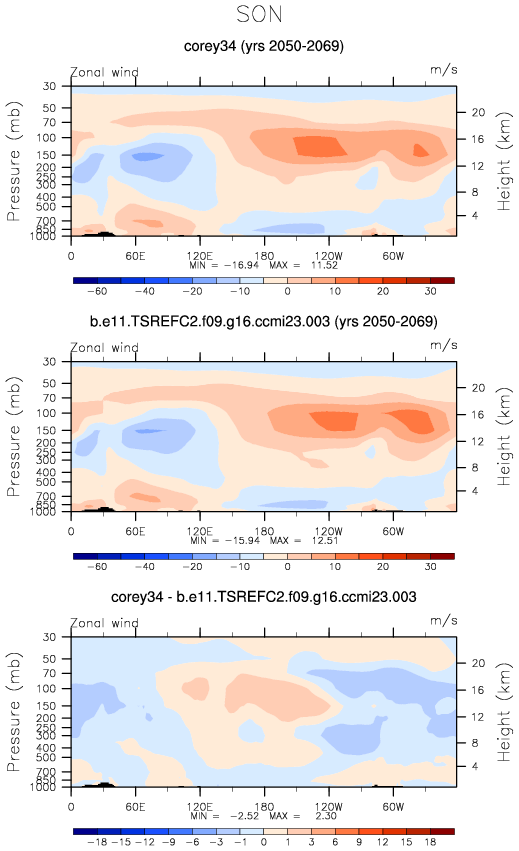 SON
corey34 (yrs 2050-2069)
Zonal wind m/s
Pressure (mb)
30
50
70
100
150
200
250
300
400
500
700
850
1000
Height (km)
20
16
12
8
4
0 60E 120E 180 120W 60W
MIN = -16.94 MAX = 11.52
-60 -40 -20 -10 0 10 20 30
b.e11.TSREFC2.f09.g16.ccmi23.003 (yrs 2050-2069)
Zonal wind m/s
Pressure (mb)
30
50
70
100
150
200
250
300
400
500
700
850
1000
Height (km)
20
16
12
8
4
0 60E 120E 180 120W 60W
MIN = -15.94 MAX = 12.51
-60 -40 -20 -10 0 10 20 30
corey34 - b.e11.TSREFC2.f09.g16.ccmi23.003
Zonal wind m/s
Pressure (mb)
30
50
70
100
150
200
250
300
400
500
700
850
1000
Height (km)
20
16
12
8
4
0 60E 120E 180 120W 60W
MIN = -2.52 MAX = 2.30
-18 -15 -12 -9 -6 -3 -1 0 1 3 6 9 12 15 18